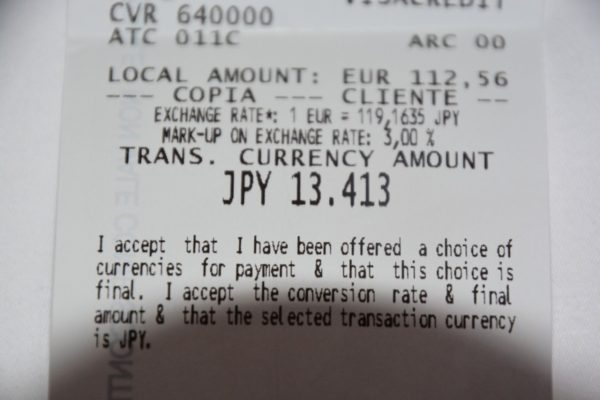 CVR 640000
ATC 011C ARC 00
LOCAL AMOUNT: EUR 112,56
--- COPIA --- CLIENTE --
EXCHANGE RATE*: 1 EUR = 119,1635 JPY
MARK-UP ON EXCHANGE RATE: 3,00 %
TRANS. CURRENCY AMOUNT
JPY 13.413
I accept that I have been offered a choice of
currencies for payment & that this choice is
final. I accept the conversion rate & final
amount & that the selected transaction currency
is JPY.